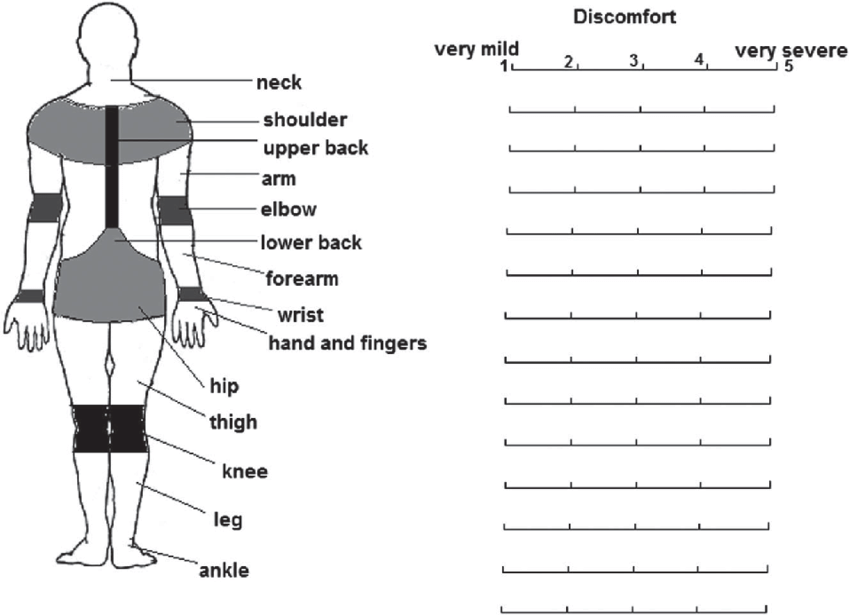 Discomfort
very mild very severe
1 2 3 4 5
neck
shoulder
upper back
arm
elbow
lower back
forearm
wrist
hand and fingers
hip
thigh
knee
leg
ankle